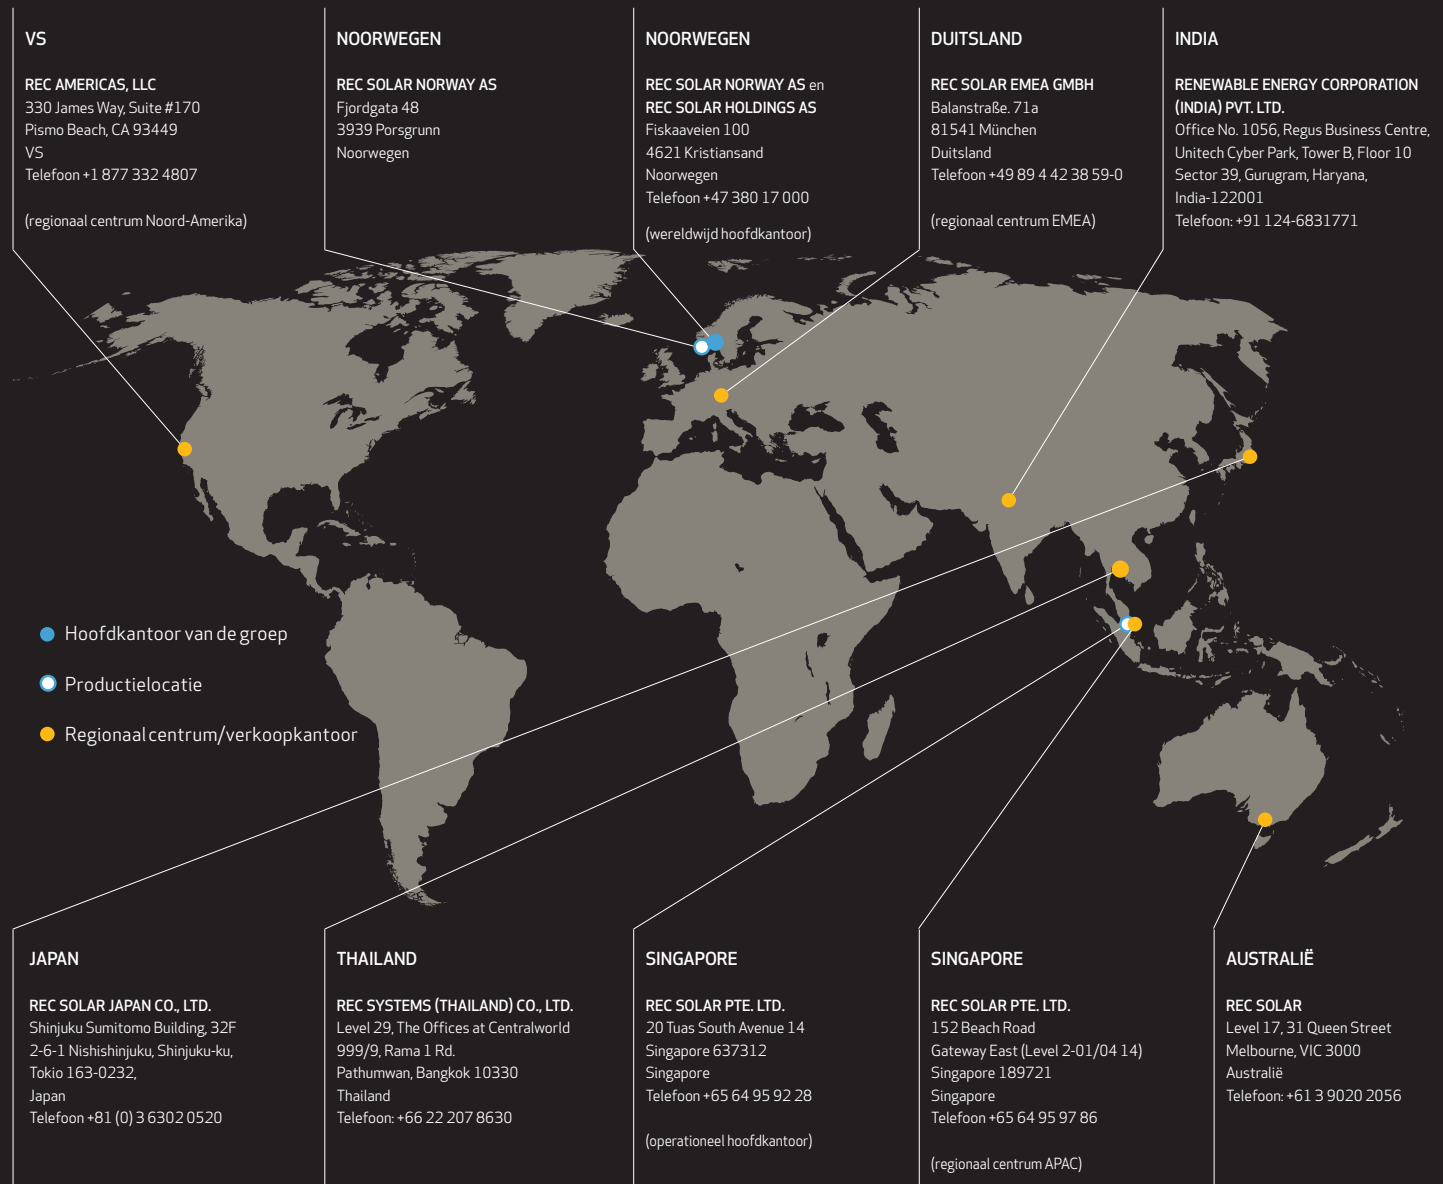 VS
REC AMERICAS, LLC
330 James Way, Suite #170
Pismo Beach, CA 93449
VS
Telefoon +1 877 332 4807
(regionaal centrum Noord-Amerika)
NOORWEGEN
REC SOLAR NORWAY AS
Fjordgata 48
3939 Porsgrunn
Noorwegen
NOORWEGEN
REC SOLAR NORWAY AS en
REC SOLAR HOLDINGS AS
Fiskaaveien 100
4621 Kristiansand
Noorwegen
Telefoon +47 380 17 000
(wereldwijd hoofdkantoor)
DUITSLAND
REC SOLAR EMEA GMBH
Balanstraße. 71a
81541 München
Duitsland
Telefoon +49 89 4 42 38 59-0
(regionaal centrum EMEA)
INDIA
RENEWABLE ENERGY CORPORATION
(INDIA) PVT. LTD.
Office No. 1056, Regus Business Centre,
Unitech Cyber Park, Tower B, Floor 10
Sector 39, Gurugram, Haryana,
India-122001
Telefoon: +91 124-6831771
Hoofdkantoor van de groep
Productielocatie
Regionaal centrum/verkoopkantoor
JAPAN
REC SOLAR JAPAN CO., LTD.
Shinjuku Sumitomo Building, 32F
2-6-1 Nishishinjuku, Shinjuku-ku,
Tokio 163-0232,
Japan
Telefoon +81 (0) 3 6302 0520
THAILAND
REC SYSTEMS (THAILAND) CO., LTD.
Level 29, The Offices at Centralworld
999/9, Rama 1 Rd.
Pathumwan, Bangkok 10330
Thailand
Telefoon: +66 22 207 8630
SINGAPORE
REC SOLAR PTE. LTD.
20 Tuas South Avenue 14
Singapore 637312
Singapore
Telefoon +65 64 95 92 28
(operationeel hoofdkantoor)
SINGAPORE
REC SOLAR PTE. LTD.
152 Beach Road
Gateway East (Level 2-01/04 14)
Singapore 189721
Singapore
Telefoon +65 64 95 97 86
(regionaal centrum APAC)
AUSTRALIË
REC SOLAR
Level 17, 31 Queen Street
Melbourne, VIC 3000
Australië
Telefoon: +61 3 9020 2056